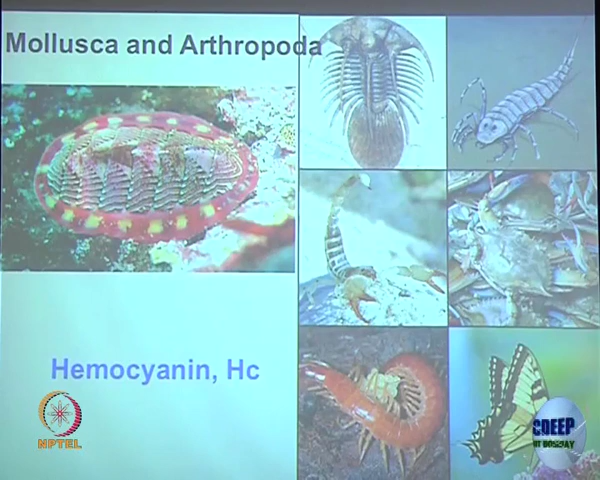 Mollusca and Arthropoda
Hemocyanin, Hc
NPTEL
CDEEP
IIT BOMBAY